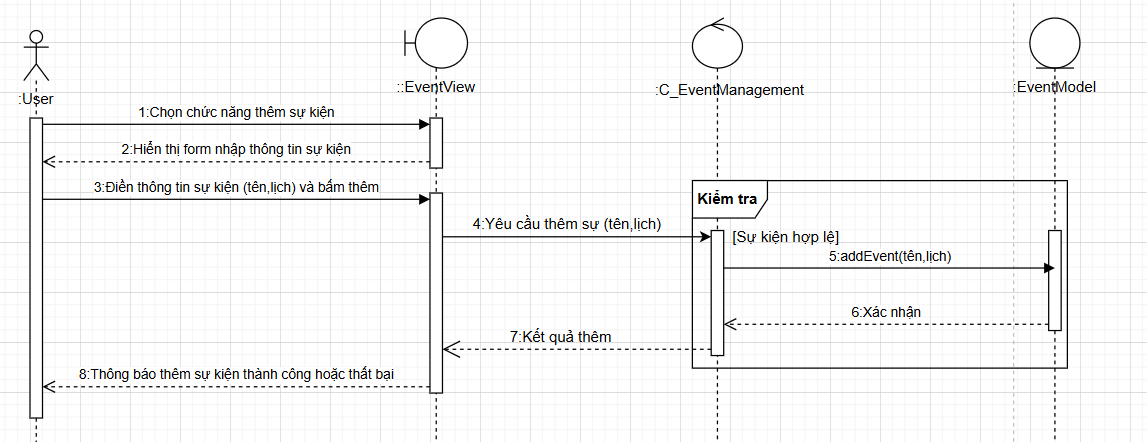 :User
::EventView
:C_EventManagement
:EventModel
1:Chọn chức năng thêm sự kiện
2:Hiển thị form nhập thông tin sự kiện
3:Điền thông tin sự kiện (tên,lịch) và bấm thêm
Kiểm tra
4:Yêu cầu thêm sự (tên,lịch)
[Sự kiện hợp lệ]
5:addEvent(tên,lịch)
6:Xác nhận
7:Kết quả thêm
8:Thông báo thêm sự kiện thành công hoặc thất bại